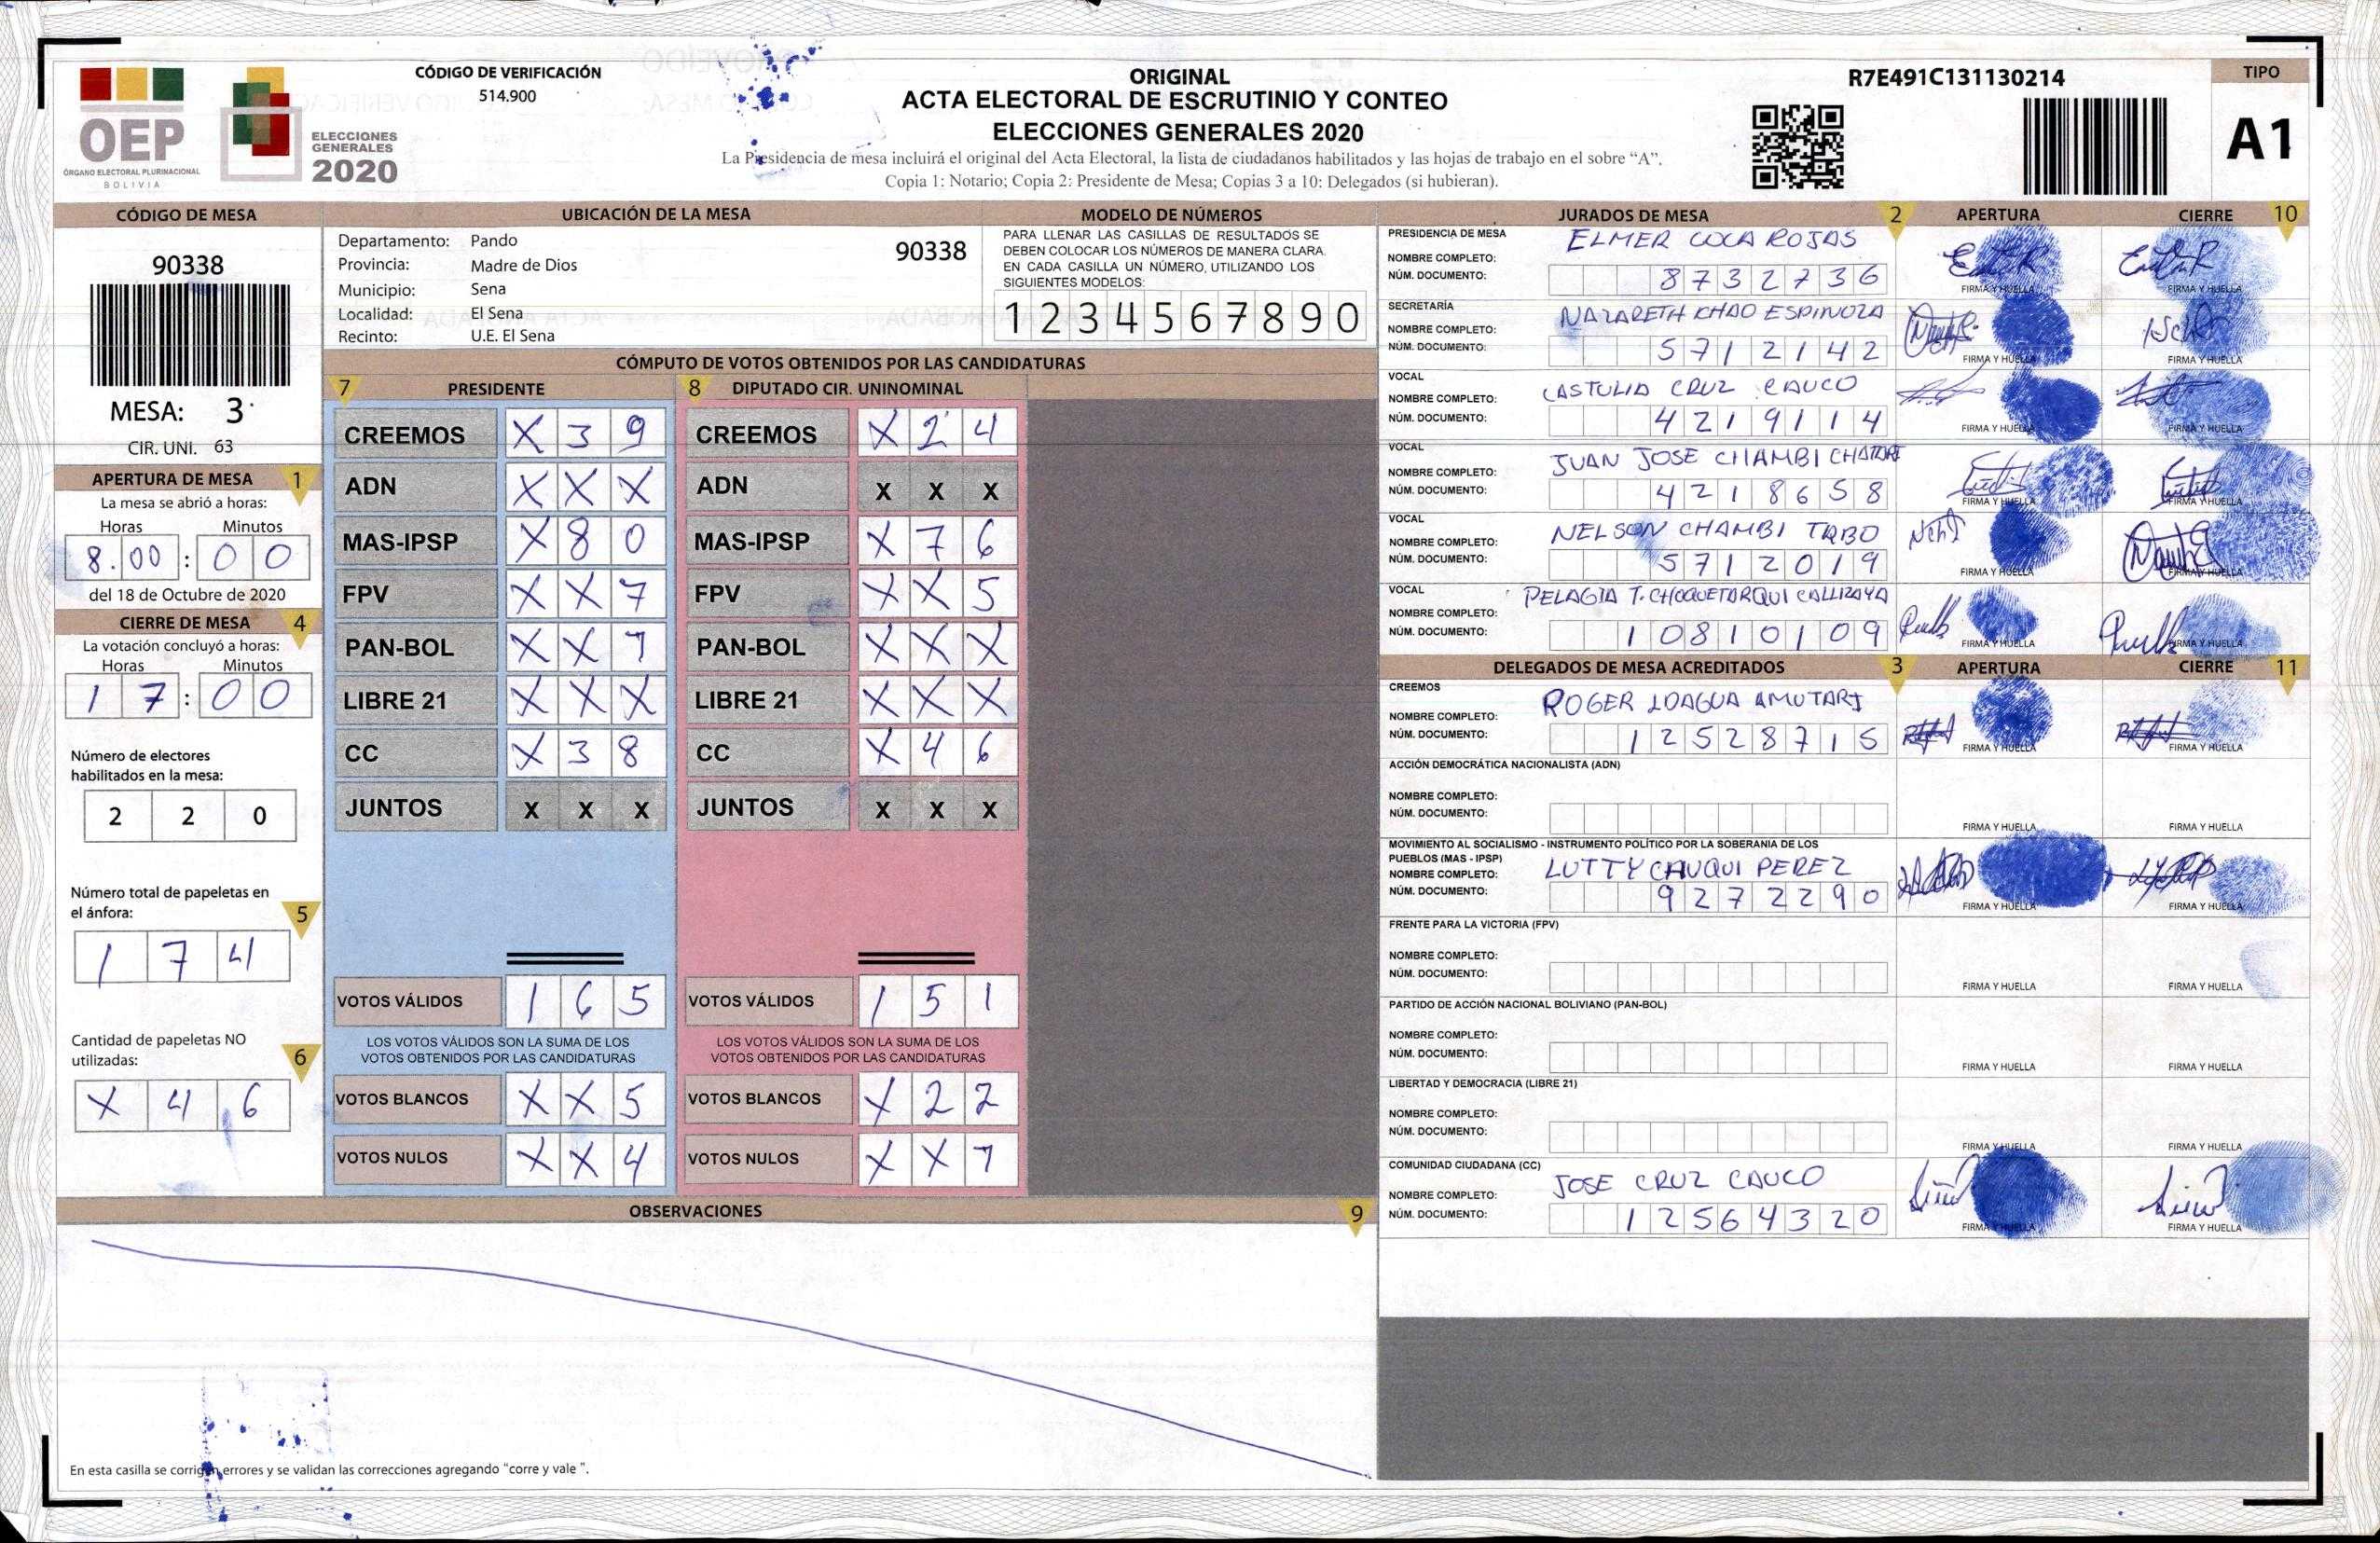 OEP
ÓRGANO ELECTORAL PLURINACIONAL
BOLIVIA
ELECCIONES
GENERALES
2020
CÓDIGO DE VERIFICACIÓN
514.900
ORIGINAL
ACTA ELECTORAL DE ESCRUTINIO Y CONTEO
ELECCIONES GENERALES 2020
La Presidencia de mesa incluirá el original del Acta Electoral, la lista de ciudadanos habilitados y las hojas de trabajo en el sobre “A”.
Copia 1: Notario; Copia 2: Presidente de Mesa; Copias 3 a 10: Delegados (si hubieran).
R7E491C131130214
TIPO
A1
CÓDIGO DE MESA
90338
MESA: 3
CIR. UNI. 63
APERTURA DE MESA 1
La mesa se abrió a horas:
Horas Minutos
8. 00 : 0 0
del 18 de Octubre de 2020
CIERRE DE MESA 4
La votación concluyó a horas:
Horas Minutos
1 7 : 0 0
Número de electores
habilitados en la mesa:
2 2 0
Número total de papeletas en
el ánfora: 5
1 7 4
Cantidad de papeletas NO
utilizadas: 6
X 4 6
UBICACIÓN DE LA MESA
Departamento: Pando
90338
Provincia: Madre de Dios
Municipio: Sena
Localidad: El Sena
Recinto: U.E. El Sena
MODELO DE NÚMEROS
PARA LLENAR LAS CASILLAS DE RESULTADOS SE
DEBEN COLOCAR LOS NÚMEROS DE MANERA CLARA.
EN CADA CASILLA UN NÚMERO, UTILIZANDO LOS
SIGUIENTES MODELOS:
1 2 3 4 5 6 7 8 9 0
CÓMPUTO DE VOTOS OBTENIDOS POR LAS CANDIDATURAS
7 PRESIDENTE
CREEMOS X 3 9
ADN X X X
MAS-IPSP X 8 0
FPV X X 7
PAN-BOL X X 1
LIBRE 21 X X X
CC X 3 8
JUNTOS X X X
VOTOS VÁLIDOS 1 6 5
LOS VOTOS VÁLIDOS SON LA SUMA DE LOS
VOTOS OBTENIDOS POR LAS CANDIDATURAS
VOTOS BLANCOS X X 5
VOTOS NULOS X X 4
8 DIPUTADO CIR. UNINOMINAL
CREEMOS X 2 4
ADN X X X
MAS-IPSP X 7 6
FPV X X 5
PAN-BOL X X X
LIBRE 21 X X X
CC X 4 6
JUNTOS X X X
VOTOS VÁLIDOS 1 5 1
LOS VOTOS VÁLIDOS SON LA SUMA DE LOS
VOTOS OBTENIDOS POR LAS CANDIDATURAS
VOTOS BLANCOS X 2 2
VOTOS NULOS X X 1
OBSERVACIONES 9
En esta casilla se corrigen errores y se validan las correcciones agregando “corre y vale ”.
JURADOS DE MESA 2 APERTURA CIERRE 10
PRESIDENCIA DE MESA
NOMBRE COMPLETO: ELMER COCA ROJAS
NÚM. DOCUMENTO: 8732736
FIRMA Y HUELLA FIRMA Y HUELLA
SECRETARÍA
NOMBRE COMPLETO: NAZARETH KHAO ESPINOZA
NÚM. DOCUMENTO: 5712142
FIRMA Y HUELLA FIRMA Y HUELLA
VOCAL
NOMBRE COMPLETO: CASTULIA CRUZ CAUCO
NÚM. DOCUMENTO: 4219114
FIRMA Y HUELLA FIRMA Y HUELLA
VOCAL
NOMBRE COMPLETO: JUAN JOSE CHAMBI
NÚM. DOCUMENTO: 4218658
FIRMA Y HUELLA FIRMA Y HUELLA
VOCAL
NOMBRE COMPLETO: NELSON CHAMBI TABO
NÚM. DOCUMENTO: 5712019
FIRMA Y HUELLA FIRMA Y HUELLA
VOCAL
NOMBRE COMPLETO: PELAGIA T. CHOQUETARQUI CALLIZAYA
NÚM. DOCUMENTO: 10810109
FIRMA Y HUELLA FIRMA Y HUELLA
DELEGADOS DE MESA ACREDITADOS 3 APERTURA CIERRE 11
CREEMOS
NOMBRE COMPLETO: ROGER LOAGUA AMUTARI
NÚM. DOCUMENTO: 12528715
FIRMA Y HUELLA FIRMA Y HUELLA
ACCIÓN DEMOCRÁTICA NACIONALISTA (ADN)
NOMBRE COMPLETO:
NÚM. DOCUMENTO:
FIRMA Y HUELLA FIRMA Y HUELLA
MOVIMIENTO AL SOCIALISMO - INSTRUMENTO POLÍTICO POR LA SOBERANIA DE LOS
PUEBLOS (MAS - IPSP)
NOMBRE COMPLETO: LUTTY CAUQUI PEREZ
NÚM. DOCUMENTO: 9272290
FIRMA Y HUELLA FIRMA Y HUELLA
FRENTE PARA LA VICTORIA (FPV)
NOMBRE COMPLETO:
NÚM. DOCUMENTO:
FIRMA Y HUELLA FIRMA Y HUELLA
PARTIDO DE ACCIÓN NACIONAL BOLIVIANO (PAN-BOL)
NOMBRE COMPLETO:
NÚM. DOCUMENTO:
FIRMA Y HUELLA FIRMA Y HUELLA
LIBERTAD Y DEMOCRACIA (LIBRE 21)
NOMBRE COMPLETO:
NÚM. DOCUMENTO:
FIRMA Y HUELLA FIRMA Y HUELLA
COMUNIDAD CIUDADANA (CC)
NOMBRE COMPLETO: JOSE CRUZ CAUCO
NÚM. DOCUMENTO: 12564320
FIRMA Y HUELLA FIRMA Y HUELLA